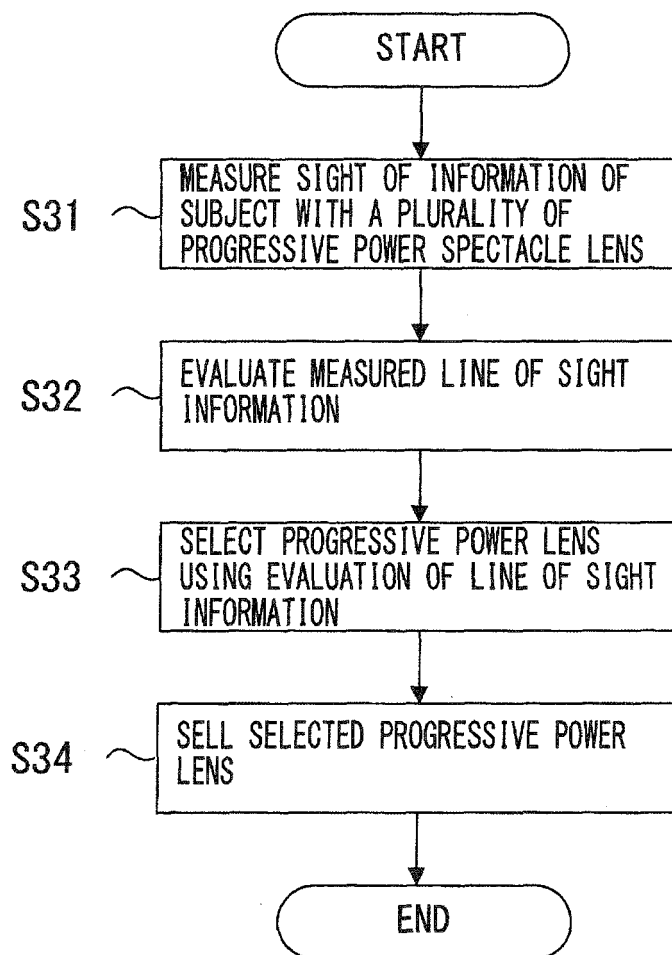 START
S31
MEASURE SIGHT OF INFORMATION OF
SUBJECT WITH A PLURALITY OF
PROGRESSIVE POWER SPECTACLE LENS
S32
EVALUATE MEASURED LINE OF SIGHT
INFORMATION
S33
SELECT PROGRESSIVE POWER LENS
USING EVALUATION OF LINE OF SIGHT
INFORMATION
S34
SELL SELECTED PROGRESSIVE POWER
LENS
END